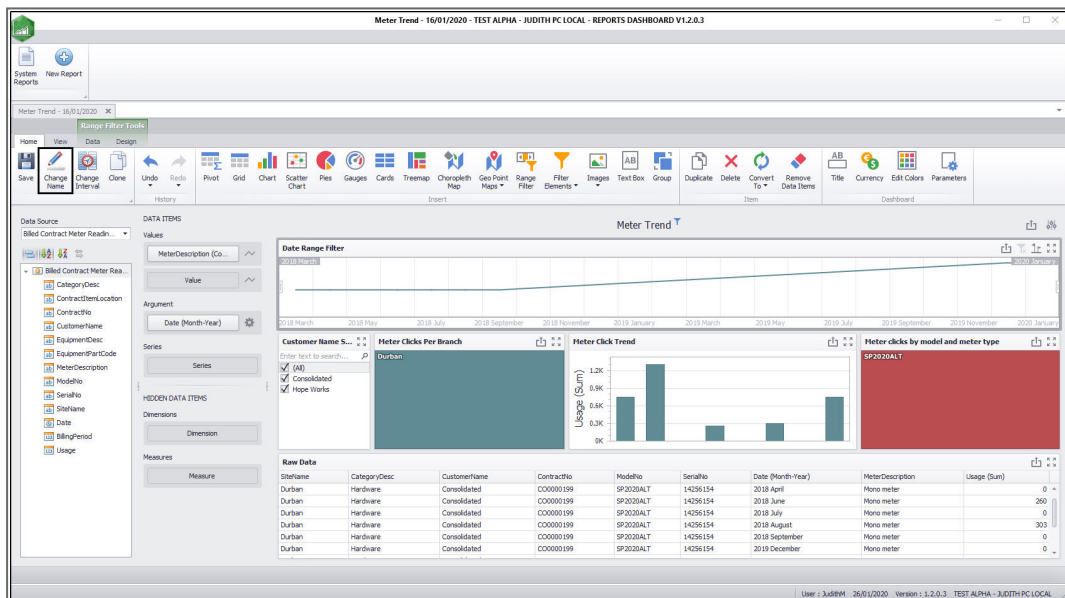 Meter Trend - 16/01/2020 - TEST ALPHA - JUDITH PC LOCAL - REPORTS DASHBOARD V1.2.0.3
System Reports
New Report
Meter Trend - 16/01/2020
Range Filter Tools
Home View Data Design
Save Change Name Change Interval Clone Undo Redo Pivot Grid Chart Scatter Chart Pies Gauges Cards Treemap Choropleth Map Geo Point Maps Range Filter Filter Elements Images Text Box Group Duplicate Delete Convert To Remove Data Items Title Currency Edit Colors Parameters
History Insert Item Dashboard
Data Source
Billed Contract Meter Readin...
Billed Contract Meter Rea...
CategoryDesc
ContractItemLocation
ContractNo
CustomerName
EquipmentDesc
EquipmentPartCode
MeterDescription
ModelNo
SerialNo
SiteName
Date
BillingPeriod
Usage
DATA ITEMS
Values
MeterDescription (Co...
Value
Argument
Date (Month-Year)
Series
Series
HIDDEN DATA ITEMS
Dimensions
Dimension
Measures
Measure
Meter Trend
Date Range Filter
2018 March 2020 January
2018 March 2018 May 2018 July 2018 September 2018 November 2019 January 2019 March 2019 May 2019 July 2019 September 2019 November 2020 January
Customer Name S...
Enter text to search...
(All)
Consolidated
Hope Works
Meter Clicks Per Branch
Durban
Meter Click Trend
Usage (Sum)
1.2K
0.9K
0.6K
0.3K
0K
Meter clicks by model and meter type
SP2020ALT
Raw Data
SiteName CategoryDesc CustomerName ContractNo ModelNo SerialNo Date (Month-Year) MeterDescription Usage (Sum)
Durban Hardware Consolidated CO0000199 SP2020ALT 14256154 2018 April Mono meter 0
Durban Hardware Consolidated CO0000199 SP2020ALT 14256154 2018 June Mono meter 260
Durban Hardware Consolidated CO0000199 SP2020ALT 14256154 2018 July Mono meter 0
Durban Hardware Consolidated CO0000199 SP2020ALT 14256154 2018 August Mono meter 303
Durban Hardware Consolidated CO0000199 SP2020ALT 14256154 2018 September Mono meter 0
Durban Hardware Consolidated CO0000199 SP2020ALT 14256154 2019 December Mono meter 0
User : JudithM 26/01/2020 Version : 1.2.0.3 TEST ALPHA - JUDITH PC LOCAL